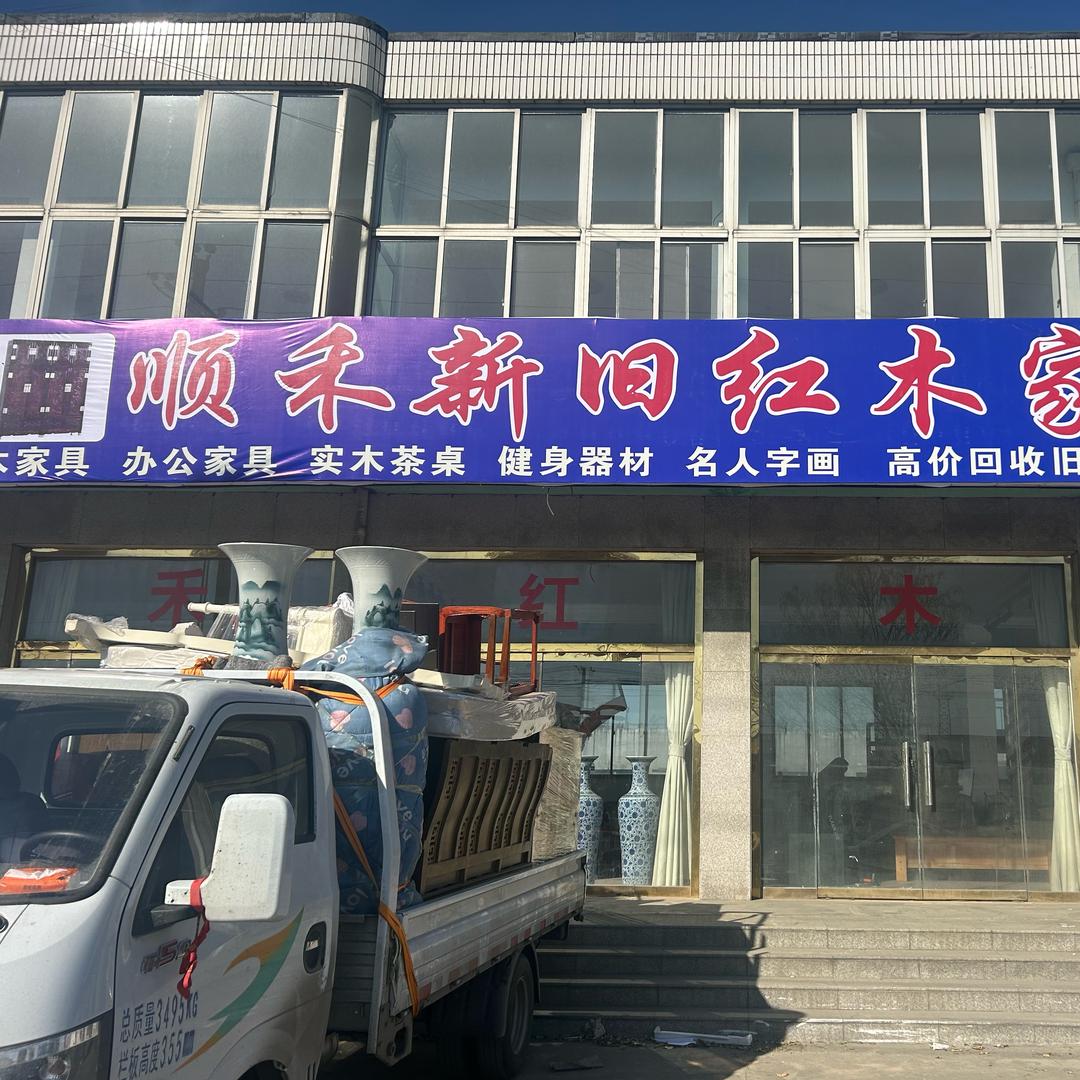 顺禾新旧红木家
木家具 办公家具 实木茶桌 健身器材 名人字画 高价回收旧
禾 红 木
love
总质量3495KG
栏板高度355